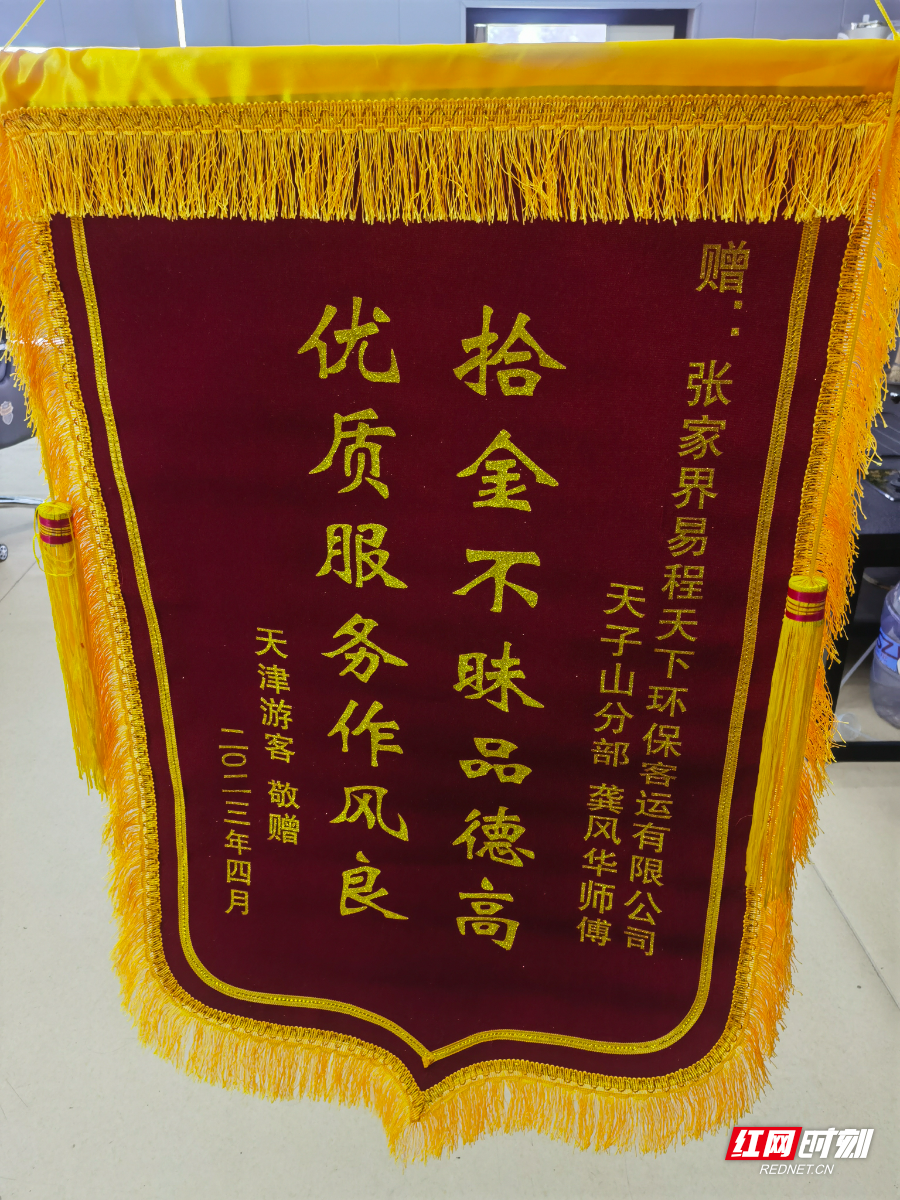 赠：张家界易程天下环保客运有限公司
天子山分部 龚风华师傅
拾金不昧品德高
优质服务作风良
天津游客 敬赠
二〇二三年四月
红网时刻
REDNET.CN